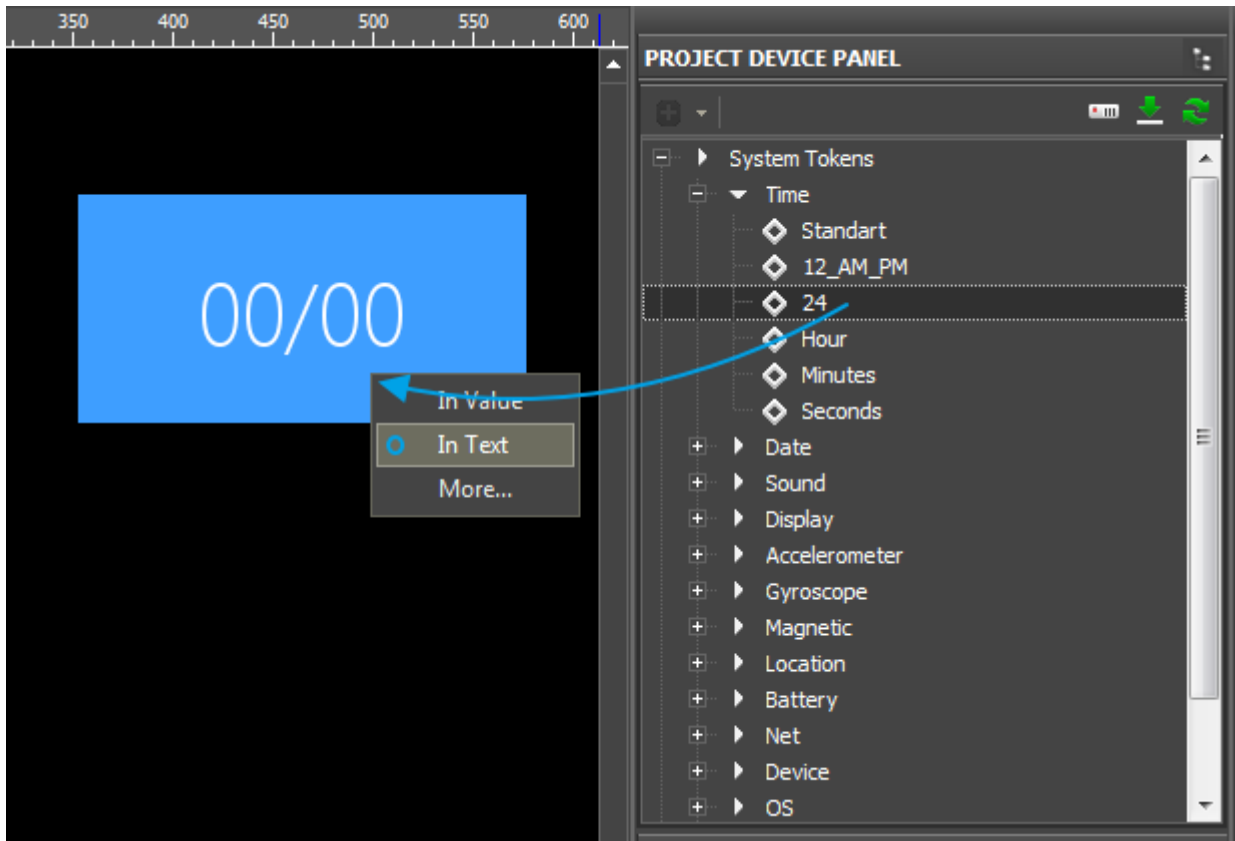 350 400 450 500 550 600
PROJECT DEVICE PANEL
System Tokens
Time
Standart
12_AM_PM
24
Hour
Minutes
Seconds
Date
Sound
Display
Accelerometer
Gyroscope
Magnetic
Location
Battery
Net
Device
OS
00/00
In Value
In Text
More...